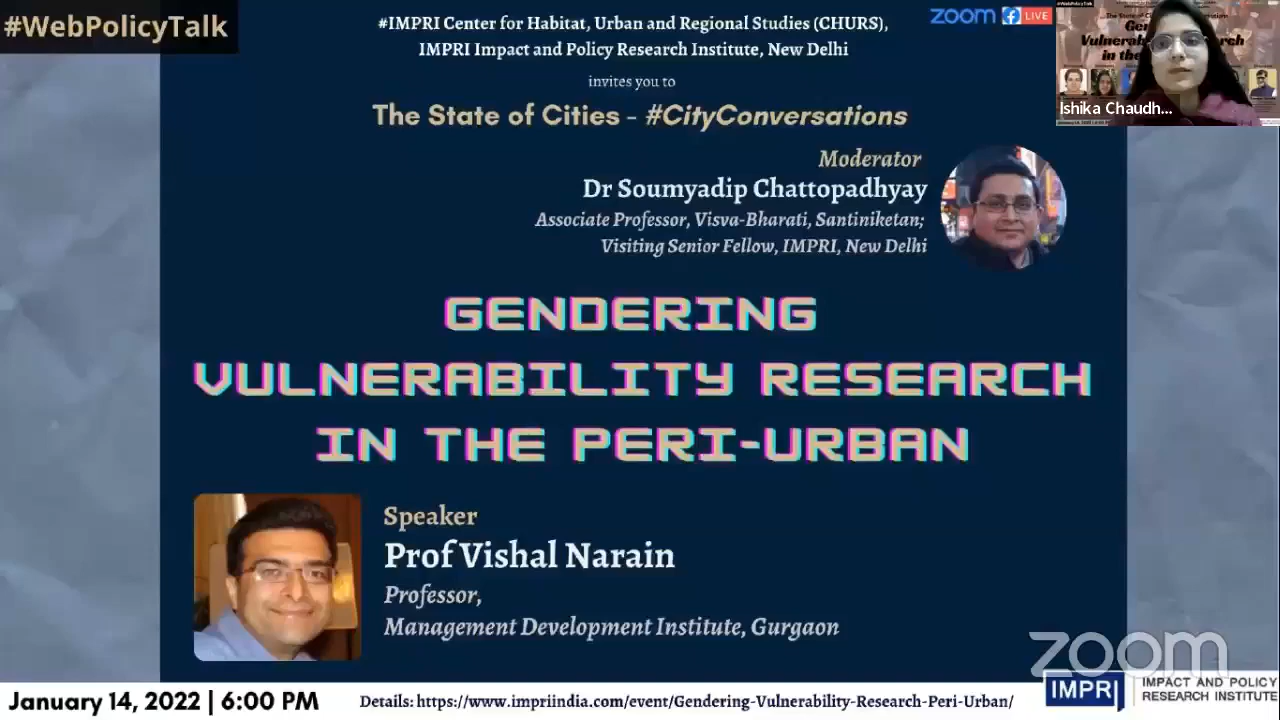 #WebPolicyTalk
#IMPRI Center for Habitat, Urban and Regional Studies (CHURS),
IMPRI Impact and Policy Research Institute, New Delhi
invites you to
The State of Cities - #CityConversations
zoom LIVE
Ishika Chaudh...
Moderator
Dr Soumyadip Chattopadhyay
Associate Professor, Visva-Bharati, Santiniketan;
Visiting Senior Fellow, IMPRI, New Delhi
GENDERING
VULNERABILITY RESEARCH
IN THE PERI-URBAN
Speaker
Prof Vishal Narain
Professor,
Management Development Institute, Gurgaon
zoom
January 14, 2022 | 6:00 PM
Details: https://www.impriindia.com/event/Gendering-Vulnerability-Research-Peri-Urban/
IMPRI
IMPACT AND POLICY
RESEARCH INSTITUTE